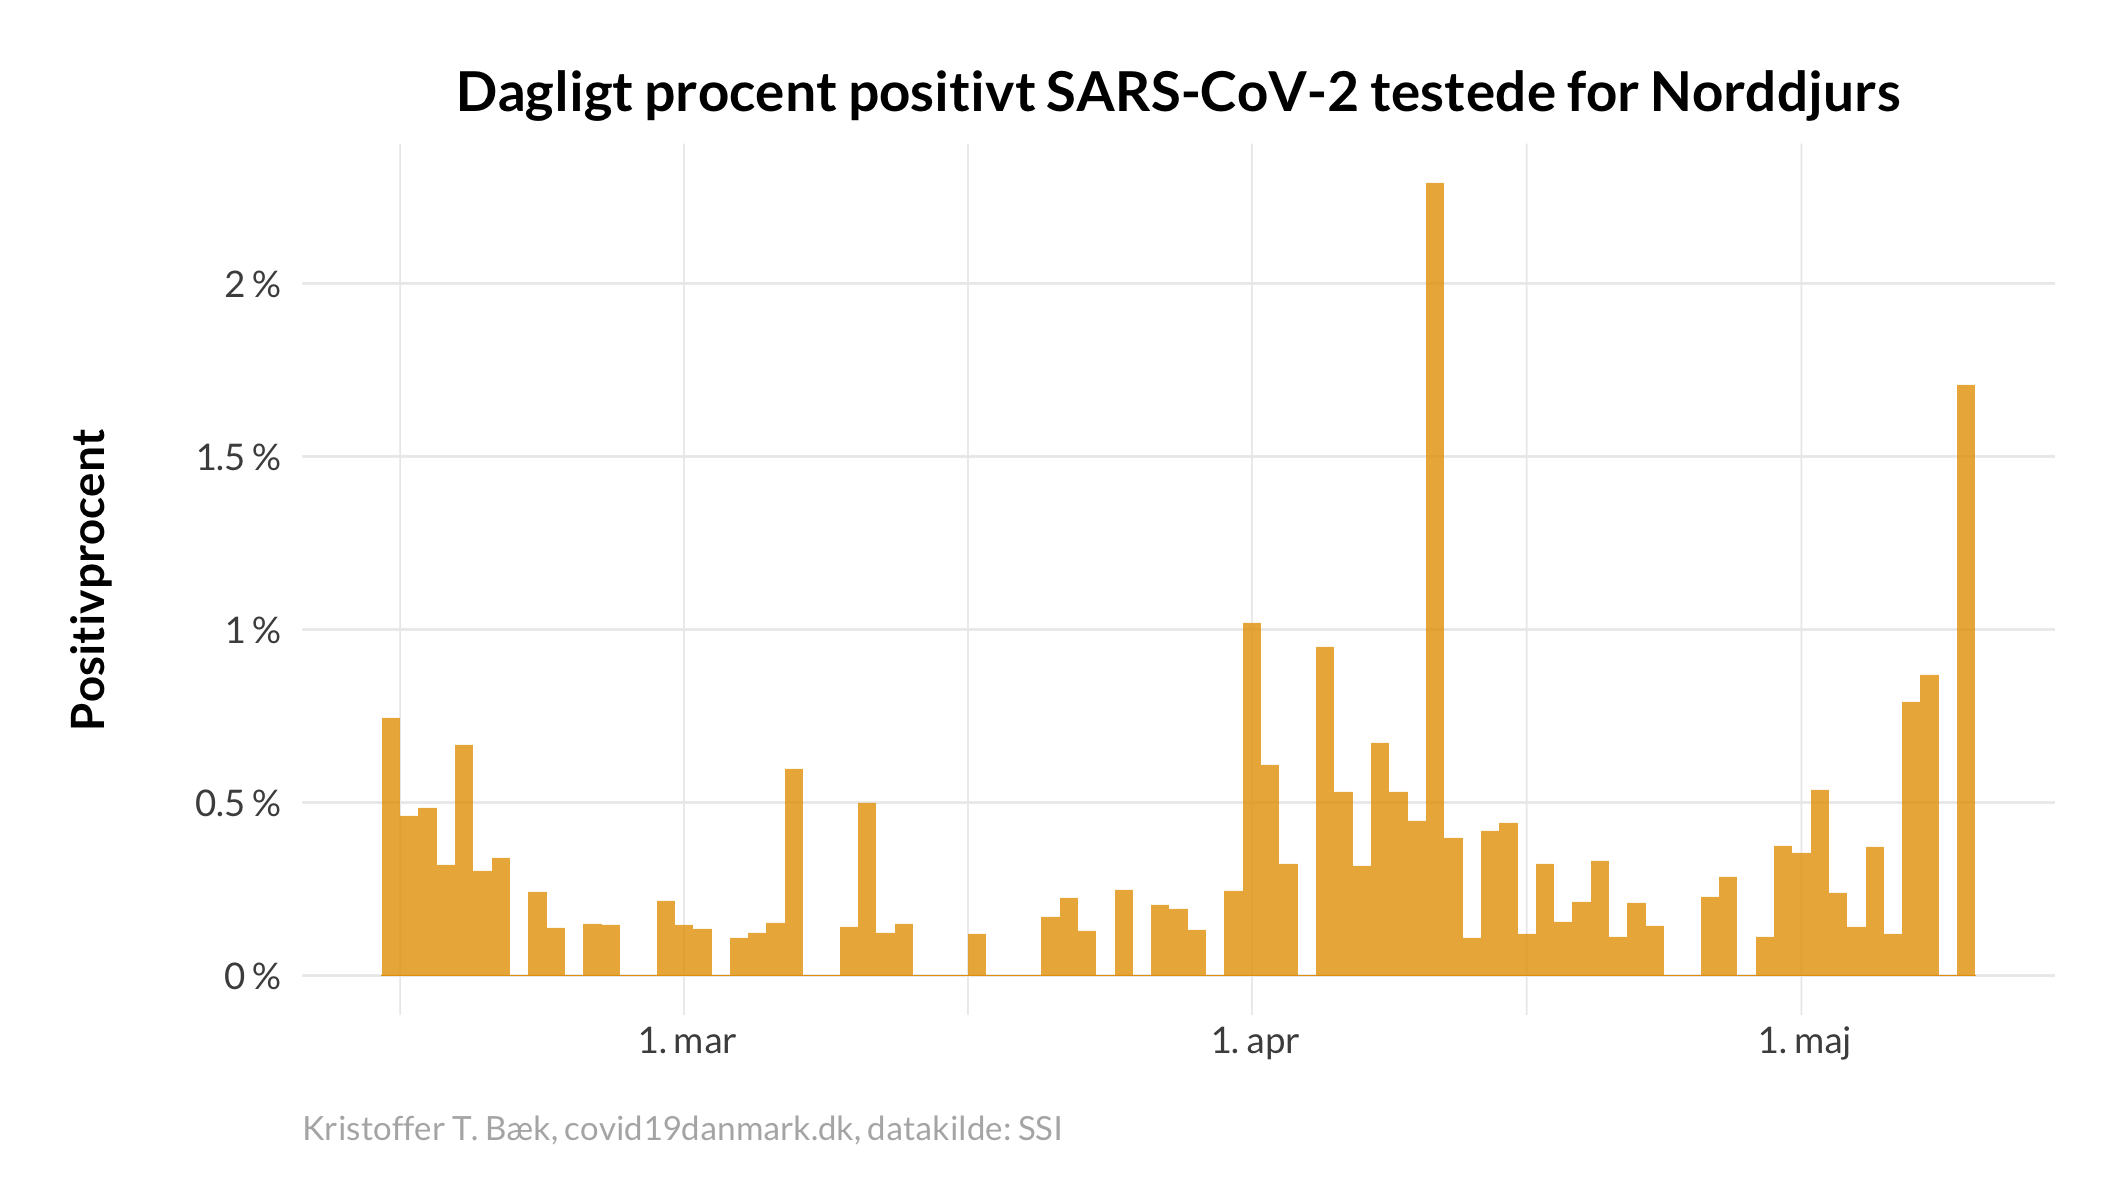 Dagligt procent positivt SARS-CoV-2 testede for Norddjurs
Positivprocent
2 %
1.5 %
1 %
0.5 %
0 %
1. mar
1. apr
1. maj
Kristoffer T. Bæk, covid19danmark.dk, datakilde: SSI